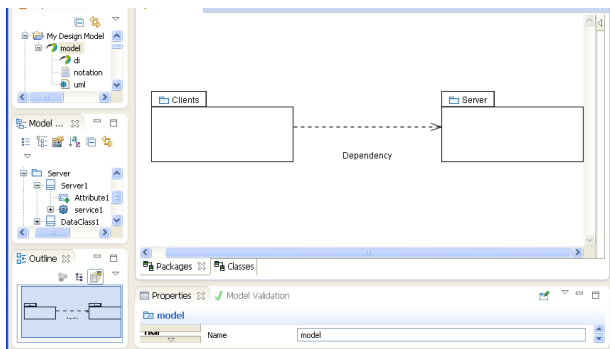 My Design Model
model
di
notation
uml
Model ...
Server
Server1
Attribute1
service1
DataClass1
Outline
Clients
Server
Dependency
Packages
Classes
Properties
Model Validation
model
Name
model